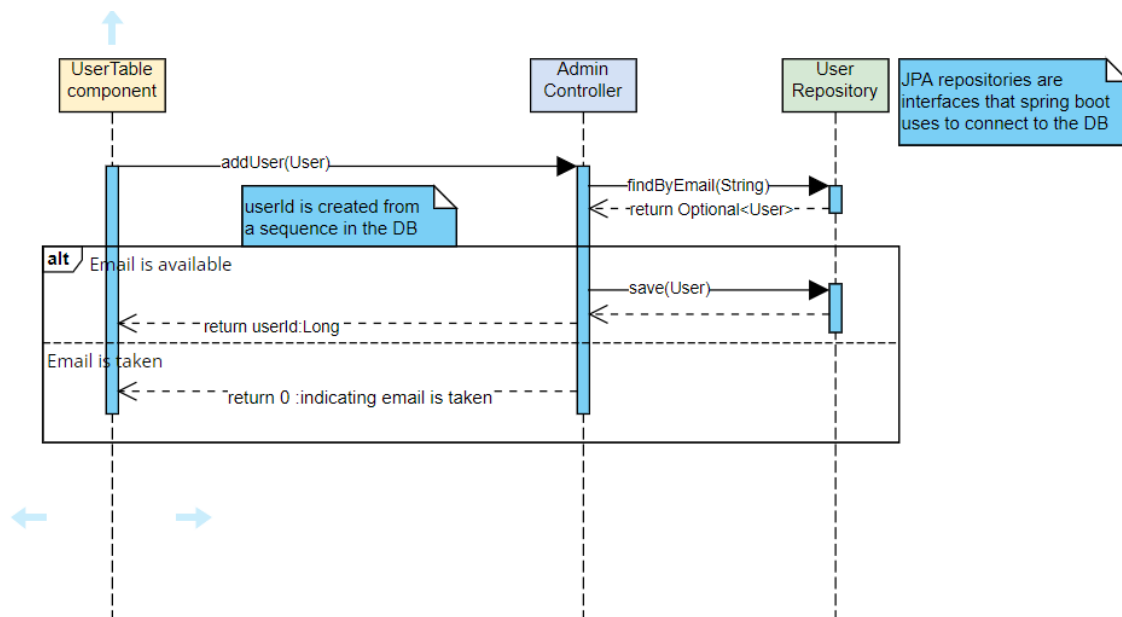 UserTable
component
Admin
Controller
User
Repository
JPA repositories are
interfaces that spring boot
uses to connect to the DB
addUser(User)
findByEmail(String)
return Optional<User>
userId is created from
a sequence in the DB
alt
Email is available
save(User)
return userId:Long
Email is taken
return 0 :indicating email is taken